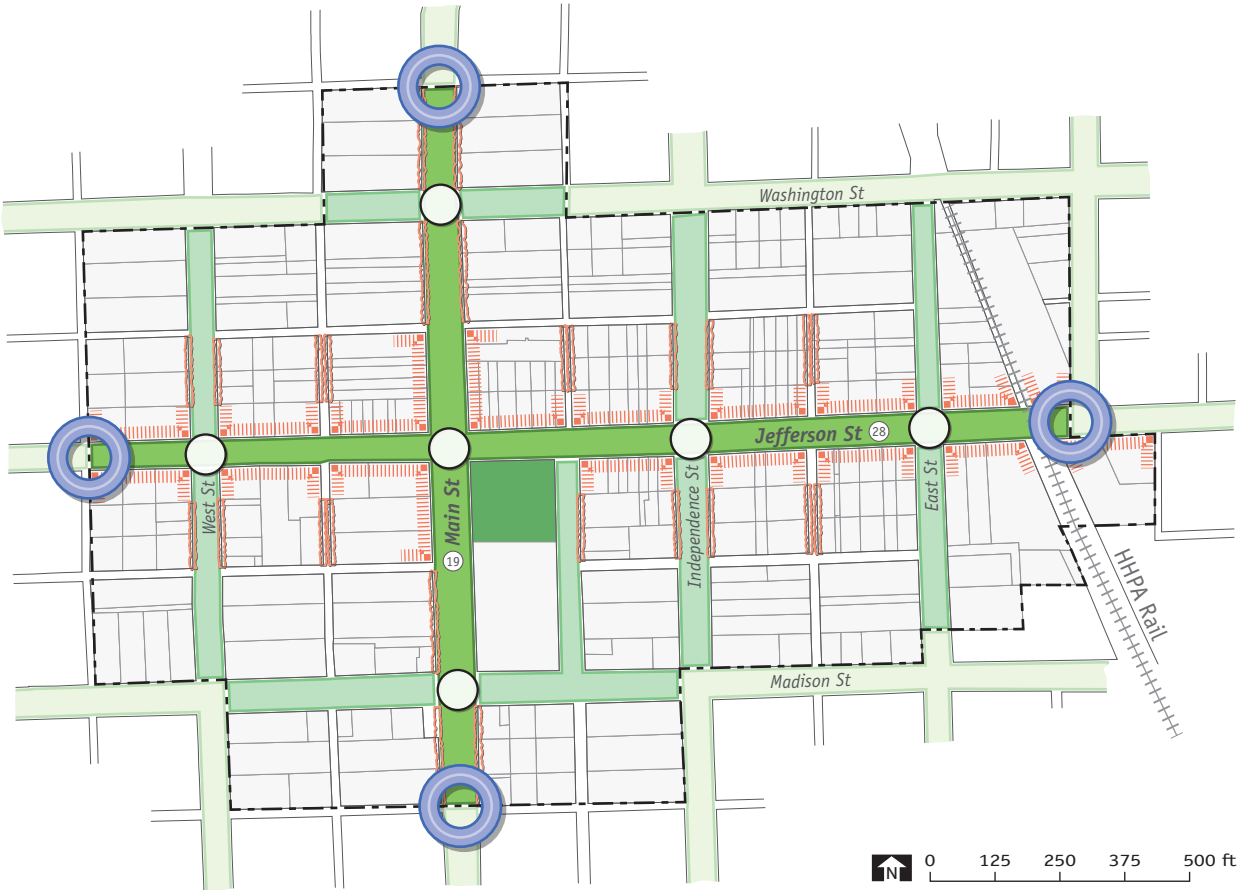 Washington St
Jefferson St 28
West St
Main St
19
Independence St
East St
HHPA Rail
Madison St
N 0 125 250 375 500 ft